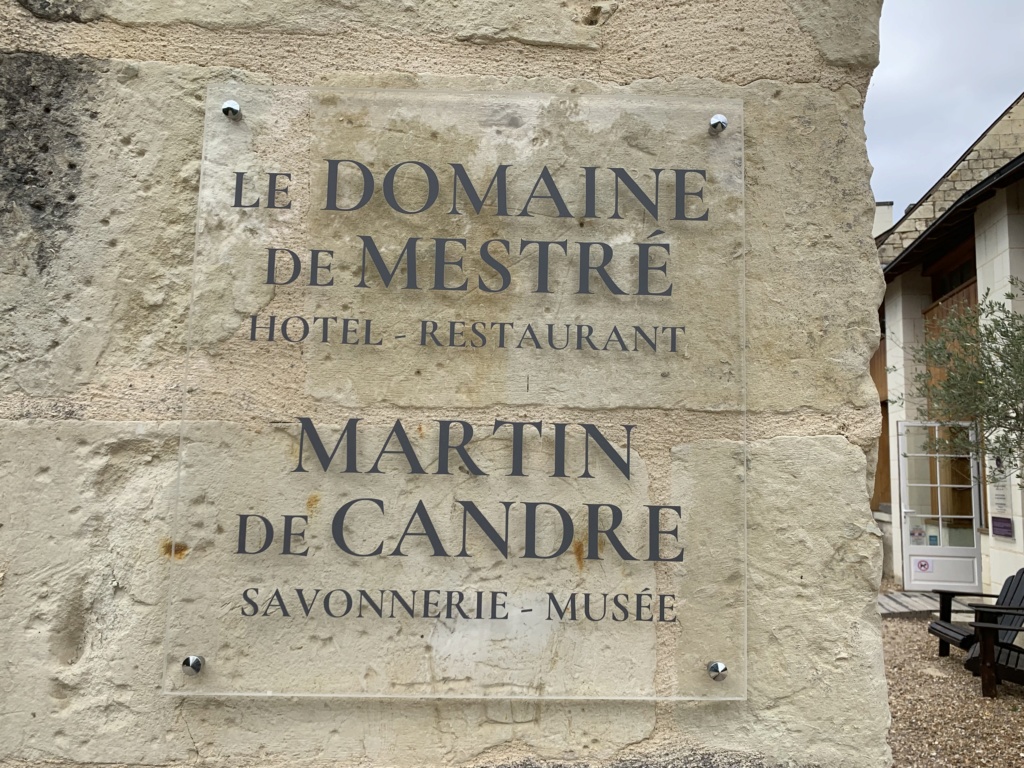 LE DOMAINE
DE MESTRÉ
HOTEL - RESTAURANT
MARTIN
DE CANDRE
SAVONNERIE - MUSÉE